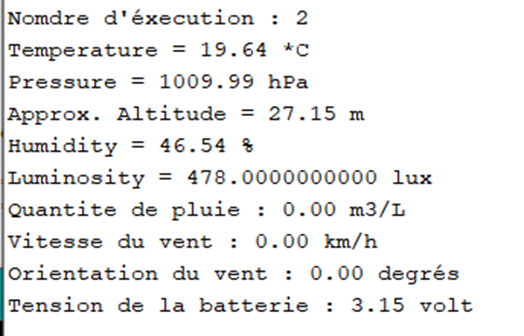 Nomdre d'éxecution : 2
Temperature = 19.64 *C
Pressure = 1009.99 hPa
Approx. Altitude = 27.15 m
Humidity = 46.54 %
Luminosity = 478.0000000000 lux
Quantite de pluie : 0.00 m3/L
Vitesse du vent : 0.00 km/h
Orientation du vent : 0.00 degrés
Tension de la batterie : 3.15 volt